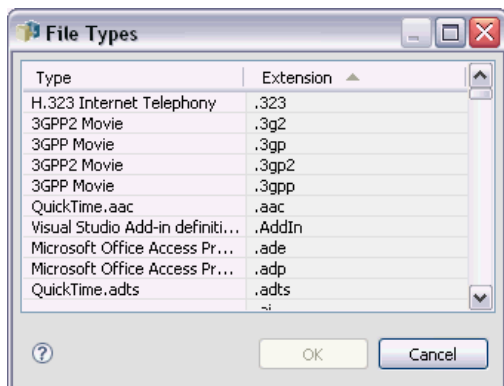 File Types
Type Extension
H.323 Internet Telephony .323
3GPP2 Movie .3g2
3GPP Movie .3gp
3GPP2 Movie .3gp2
3GPP Movie .3gpp
QuickTime.aac .aac
Visual Studio Add-in definiti... .AddIn
Microsoft Office Access Pr... .ade
Microsoft Office Access Pr... .adp
QuickTime.adts .adts
?
OK Cancel